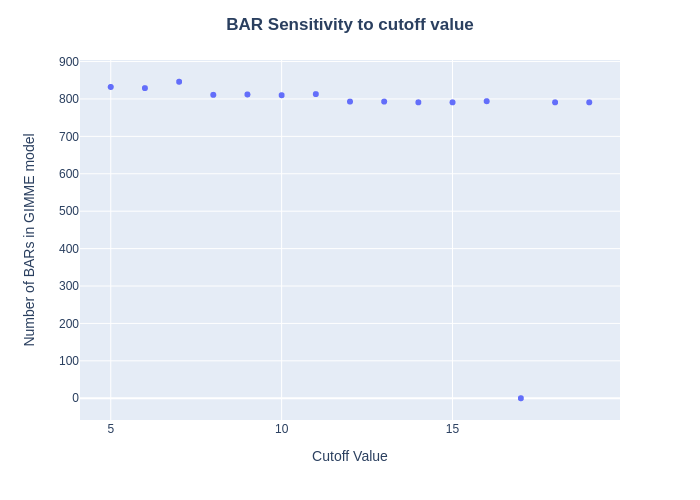 BAR Sensitivity to cutoff value
900
800
700
600
500
400
300
200
100
0
Number of BARs in GIMME model
5 10 15
Cutoff Value